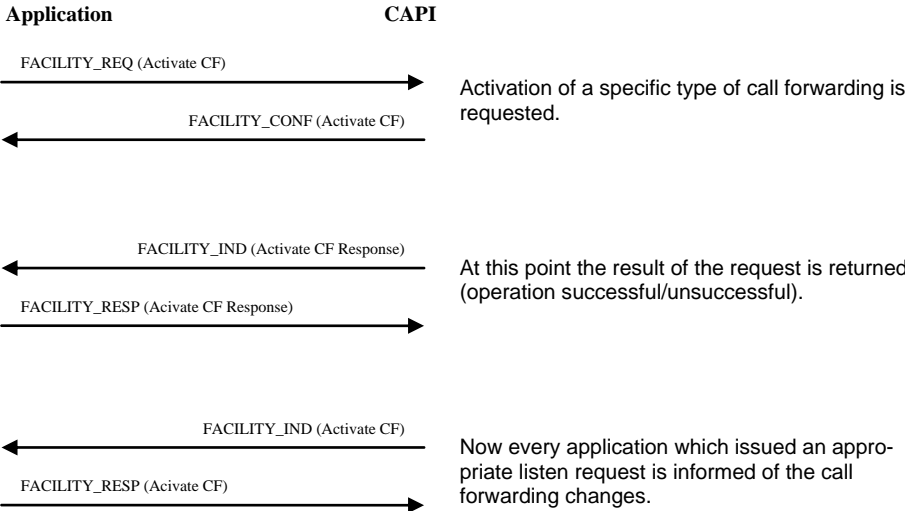 Application CAPI
FACILITY_REQ (Activate CF)
Activation of a specific type of call forwarding is
requested.
FACILITY_CONF (Activate CF)
FACILITY_IND (Activate CF Response)
At this point the result of the request is returned
(operation successful/unsuccessful).
FACILITY_RESP (Acivate CF Response)
FACILITY_IND (Activate CF)
Now every application which issued an appro-
priate listen request is informed of the call
forwarding changes.
FACILITY_RESP (Acivate CF)